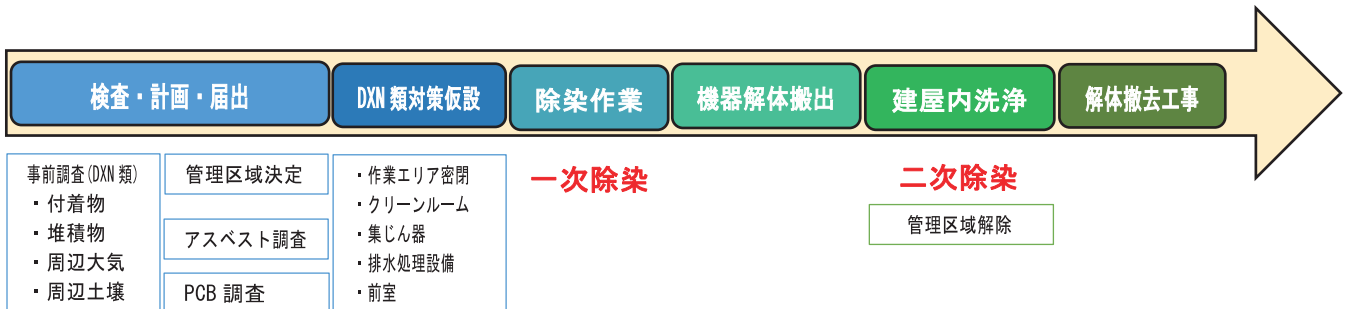 検査・計画・届出
DXN類対策仮設
除染作業
機器解体搬出
建屋内洗浄
解体撤去工事
事前調査(DXN類)
・付着物
・堆積物
・周辺大気
・周辺土壌
管理区域決定
アスベスト調査
PCB調査
・作業エリア密閉
・クリーンルーム
・集じん器
・排水処理設備
・前室
一次除染
二次除染
管理区域解除